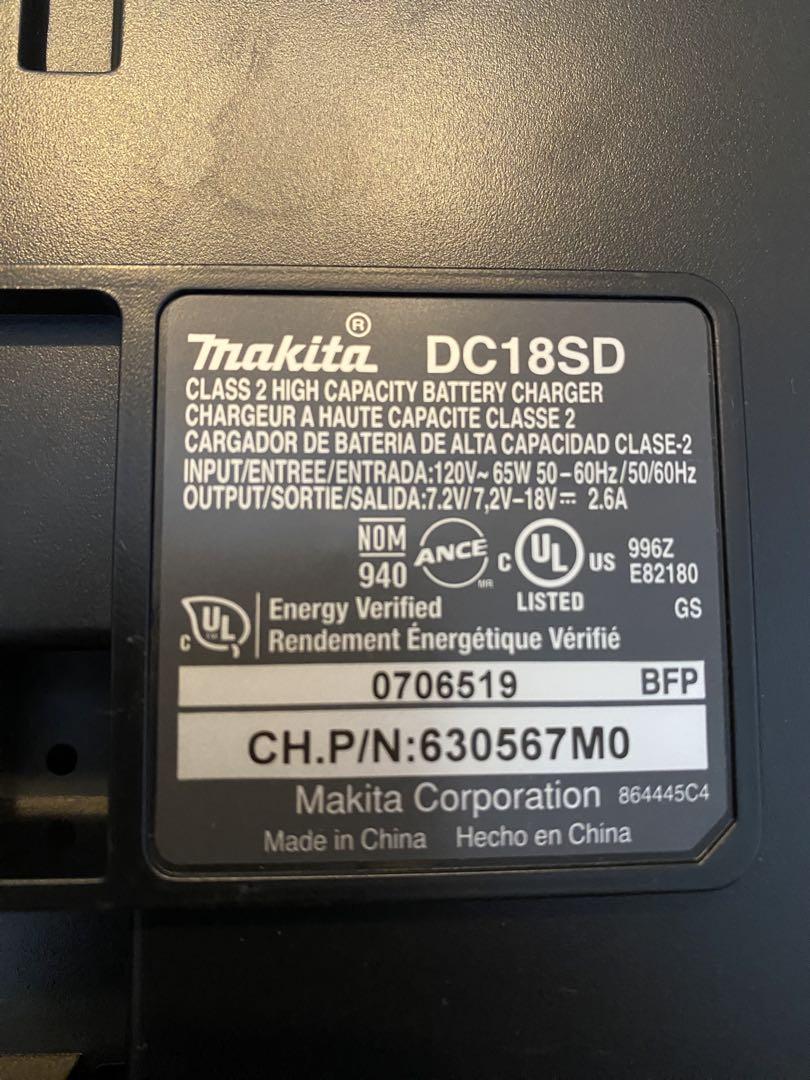 makita® DC18SD
CLASS 2 HIGH CAPACITY BATTERY CHARGER
CHARGEUR A HAUTE CAPACITE CLASSE 2
CARGADOR DE BATERIA DE ALTA CAPACIDAD CLASE-2
INPUT/ENTREE/ENTRADA:120V~ 65W 50–60Hz/50/60Hz
OUTPUT/SORTIE/SALIDA:7.2V/7,2V–18V⎓ 2.6A
NOM 940 ANCE MR C UL US LISTED 996Z E82180
C UL Energy Verified GS
Rendement Énergétique Vérifié
0706519 BFP
CH.P/N:630567M0
Makita Corporation 864445C4
Made in China Hecho en China